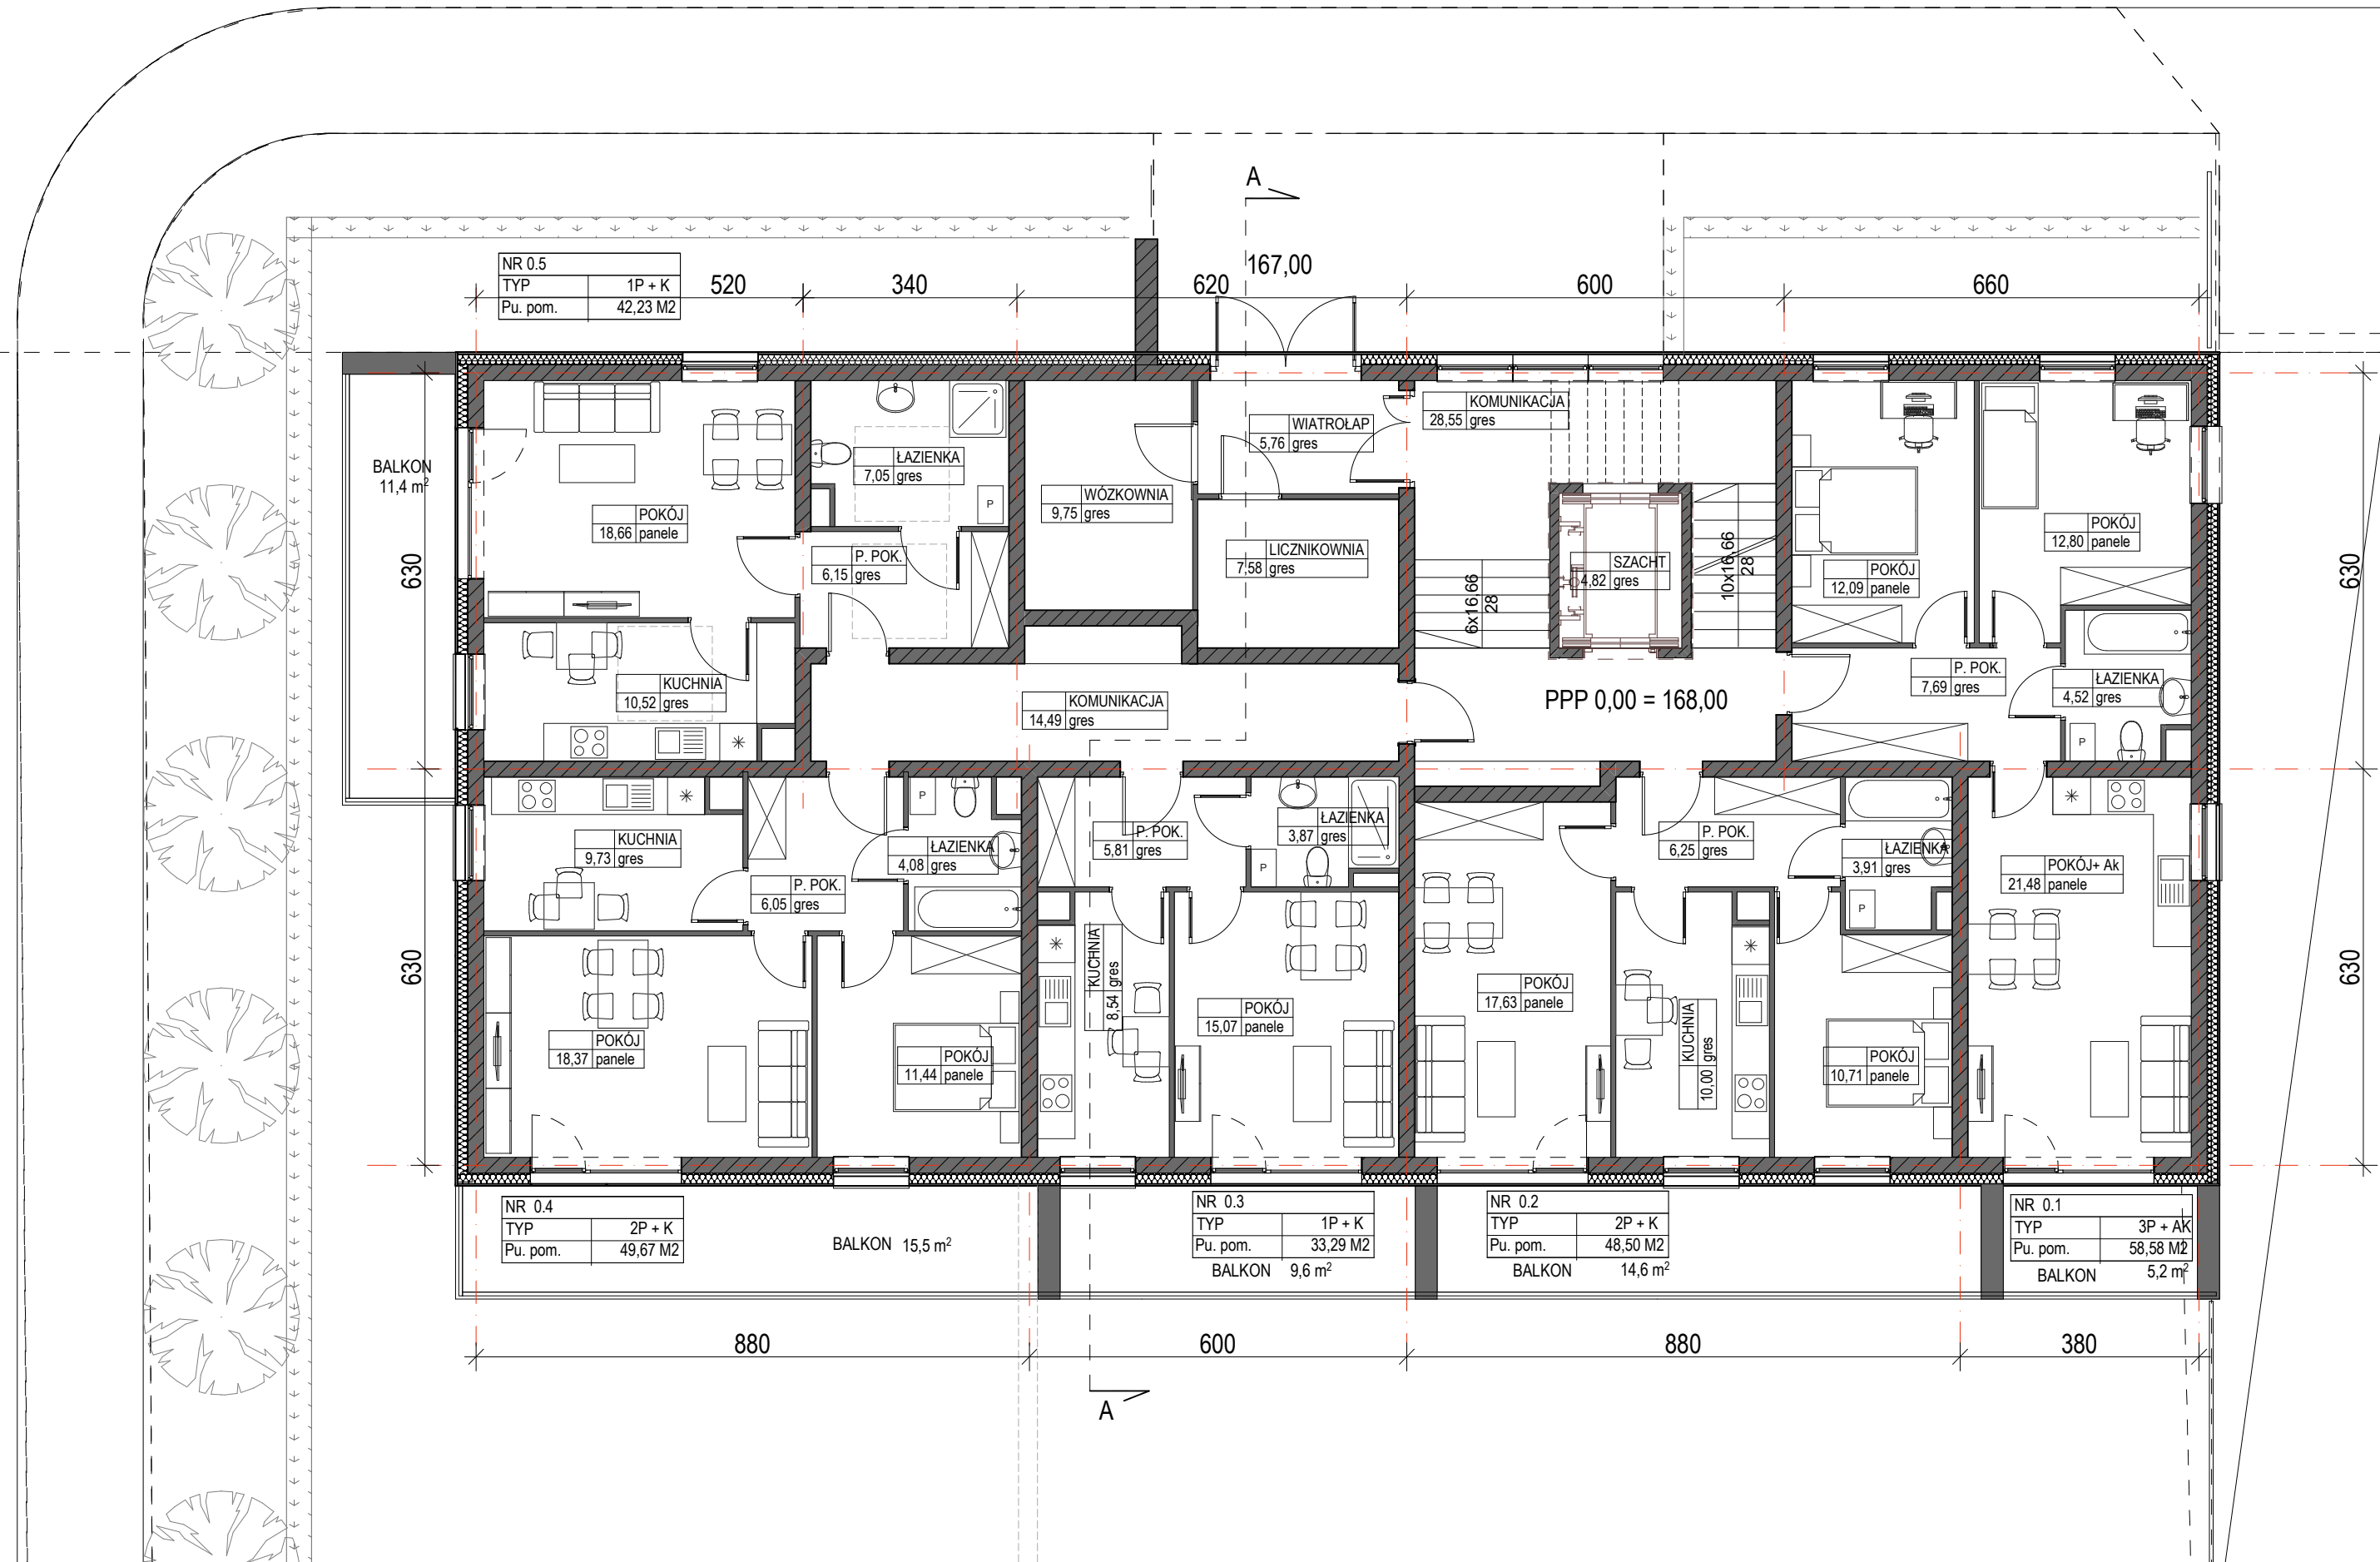 A
167,00
NR 0.5
TYP 1P + K
Pu. pom. 42,23 M2
520
340
620
600
660
BALKON
11,4 m²
630
630
POKÓJ
18,66 panele
ŁAZIENKA
7,05 gres
P
P. POK.
6,15 gres
KUCHNIA
10,52 gres
WÓZKOWNIA
9,75 gres
WIATROŁAP
5,76 gres
LICZNIKOWNIA
7,58 gres
KOMUNIKACJA
28,55 gres
SZACHT
4,82 gres
6x16,66
28
10x16,66
28
POKÓJ
12,09 panele
POKÓJ
12,80 panele
P. POK.
7,69 gres
ŁAZIENKA
4,52 gres
P
KOMUNIKACJA
14,49 gres
PPP 0,00 = 168,00
630
630
KUCHNIA
9,73 gres
P
ŁAZIENKA
4,08 gres
P. POK.
6,05 gres
POKÓJ
18,37 panele
POKÓJ
11,44 panele
P. POK.
5,81 gres
ŁAZIENKA
3,87 gres
P
KUCHNIA
8,54 gres
POKÓJ
15,07 panele
P. POK.
6,25 gres
ŁAZIENKA
3,91 gres
P
POKÓJ
17,63 panele
KUCHNIA
10,00 gres
POKÓJ
10,71 panele
POKÓJ+ Ak
21,48 panele
NR 0.4
TYP 2P + K
Pu. pom. 49,67 M2
BALKON 15,5 m²
NR 0.3
TYP 1P + K
Pu. pom. 33,29 M2
BALKON 9,6 m²
NR 0.2
TYP 2P + K
Pu. pom. 48,50 M2
BALKON 14,6 m²
NR 0.1
TYP 3P + AK
Pu. pom. 58,58 M2
BALKON 5,2 m²
880
600
880
380
A